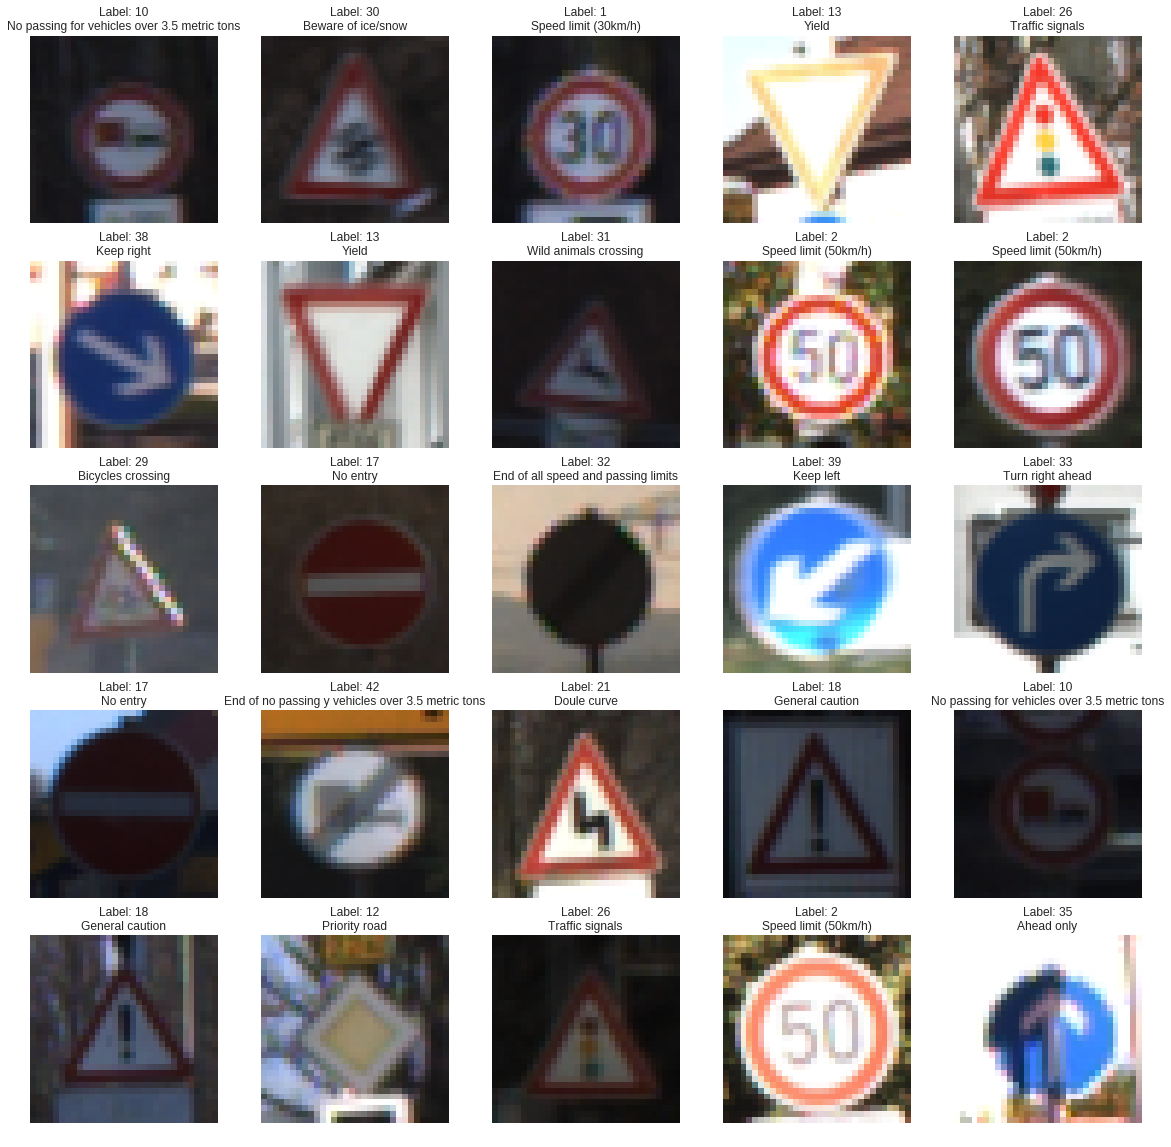 Label: 10
No passing for vehicles over 3.5 metric tons
Label: 30
Beware of ice/snow
Label: 1
Speed limit (30km/h)
Label: 13
Yield
Label: 26
Traffic signals
30
Label: 38
Keep right
Label: 13
Yield
Label: 31
Wild animals crossing
Label: 2
Speed limit (50km/h)
Label: 2
Speed limit (50km/h)
50
50
Label: 29
Bicycles crossing
Label: 17
No entry
Label: 32
End of all speed and passing limits
Label: 39
Keep left
Label: 33
Turn right ahead
Label: 17
No entry
Label: 42
End of no passing y vehicles over 3.5 metric tons
Label: 21
Doule curve
Label: 18
General caution
Label: 10
No passing for vehicles over 3.5 metric tons
Label: 18
General caution
Label: 12
Priority road
Label: 26
Traffic signals
Label: 2
Speed limit (50km/h)
Label: 35
Ahead only
50